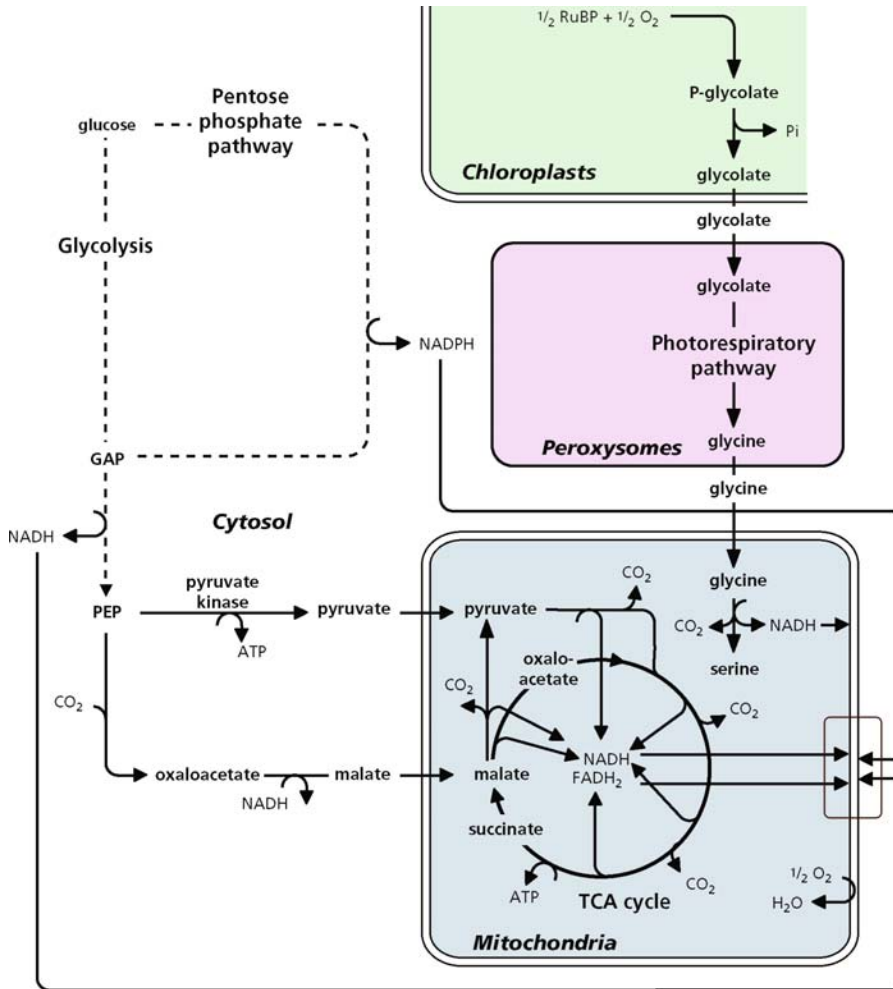 1/2 RuBP + 1/2 O2
P-glycolate
Pi
glycolate
Chloroplasts
glycolate
glycolate
Photorespiratory
pathway
glycine
Peroxysomes
glycine
Pentose
phosphate
pathway
glucose
Glycolysis
NADPH
GAP
Cytosol
NADH
PEP
pyruvate
kinase
ATP
pyruvate
pyruvate
CO2
glycine
CO2
NADH
serine
oxalo-
acetate
CO2
CO2
CO2
oxaloacetate
NADH
malate
malate
NADH
FADH2
succinate
ATP
CO2
TCA cycle
1/2 O2
H2O
Mitochondria